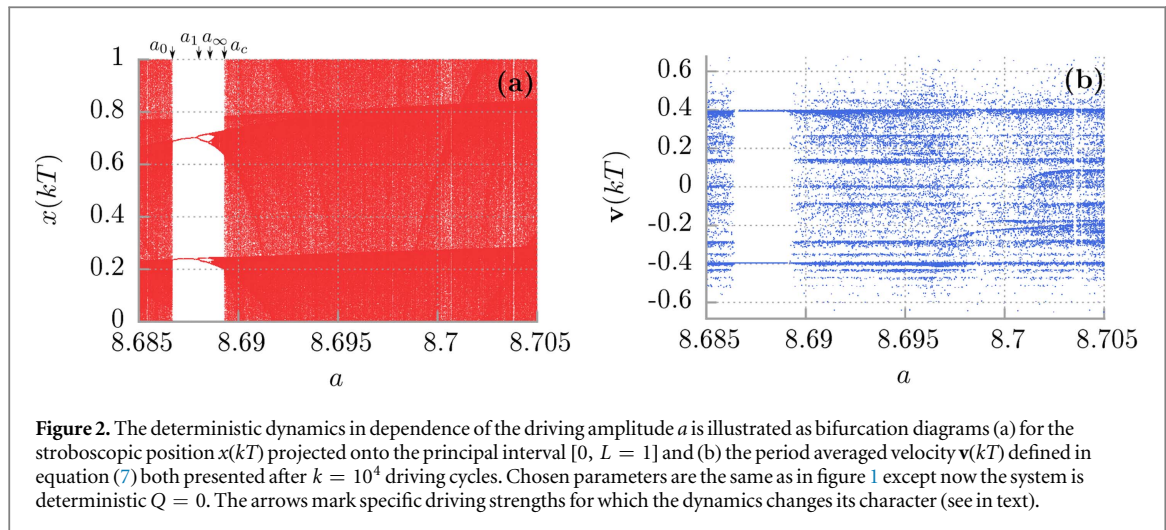 a₀ a₁ a∞ a_c
1
0.8
0.6
0.4
0.2
0
x(kT)
(a)
8.685 8.69 8.695 8.7 8.705
a
0.6
0.4
0.2
0
-0.2
-0.4
-0.6
v(kT)
(b)
8.685 8.69 8.695 8.7 8.705
a
Figure 2. The deterministic dynamics in dependence of the driving amplitude a is illustrated as bifurcation diagrams (a) for the
stroboscopic position x(kT) projected onto the principal interval [0, L = 1] and (b) the period averaged velocity v(kT) defined in
equation (7) both presented after k = 10⁴ driving cycles. Chosen parameters are the same as in figure 1 except now the system is
deterministic Q = 0. The arrows mark specific driving strengths for which the dynamics changes its character (see in text).